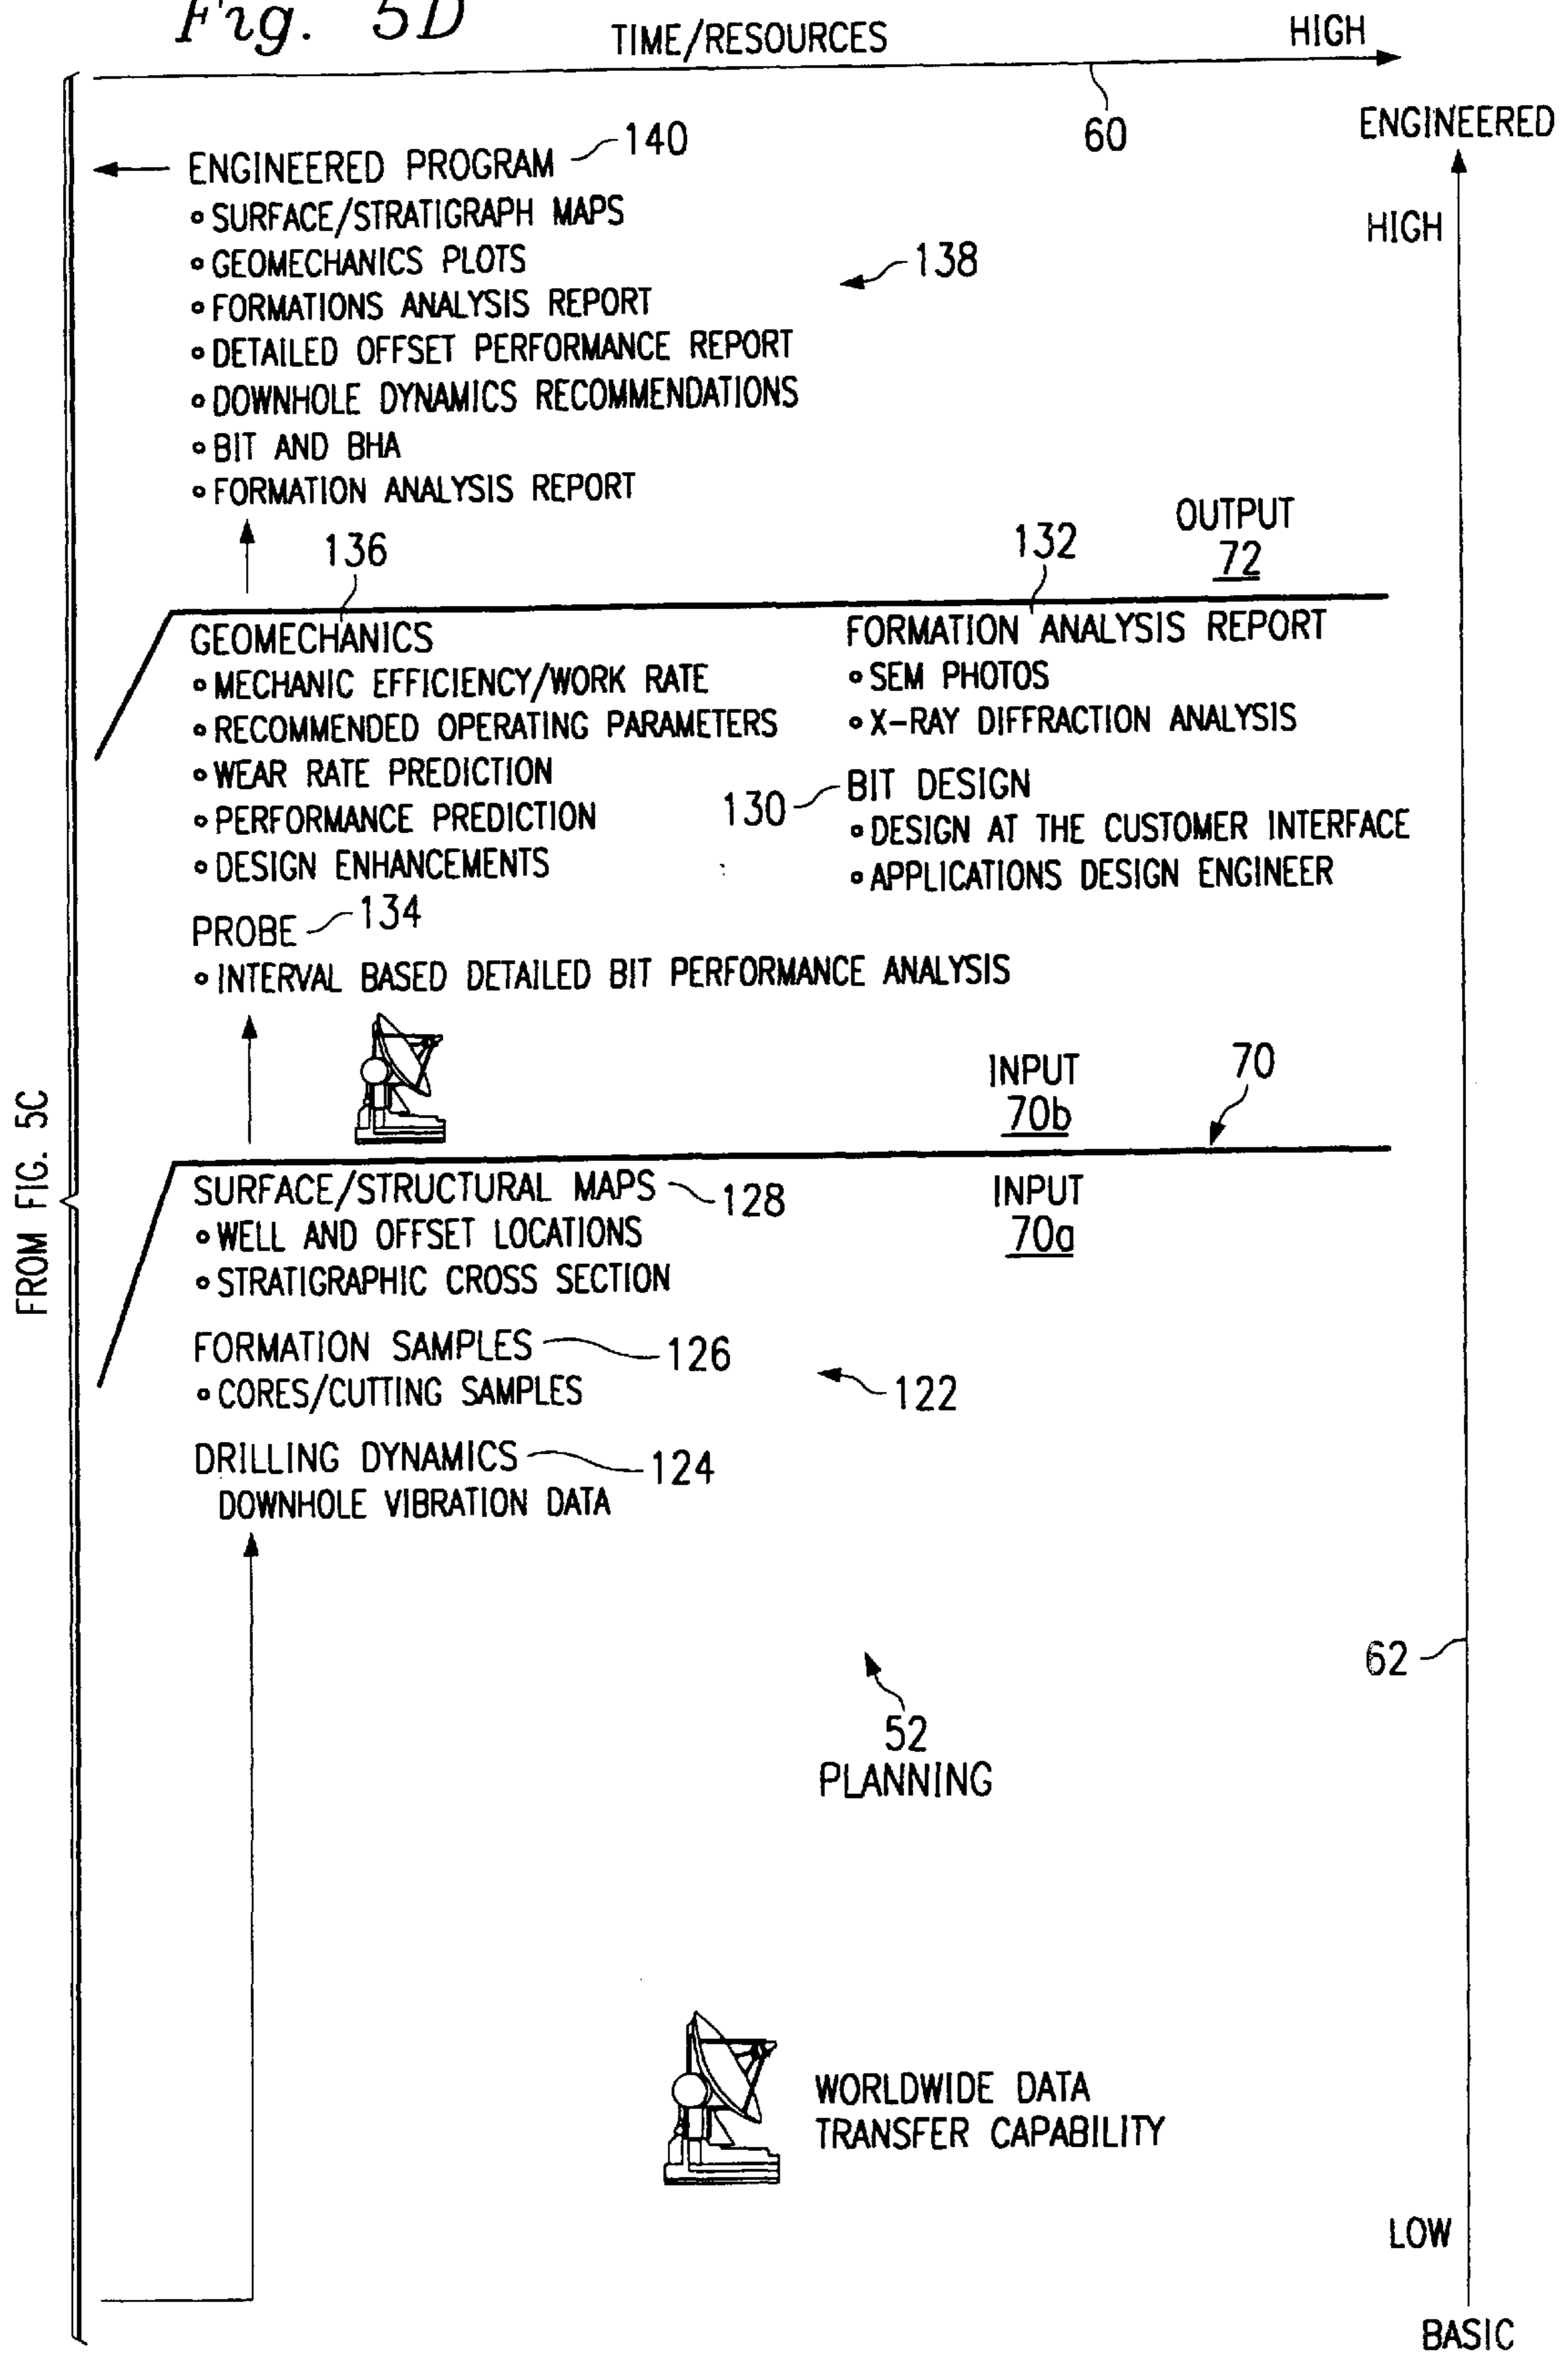 Fig. 5D
TIME/RESOURCES
HIGH
60
ENGINEERED
HIGH
ENGINEERED PROGRAM 140
∘ SURFACE/STRATIGRAPH MAPS
∘ GEOMECHANICS PLOTS
138
∘ FORMATIONS ANALYSIS REPORT
∘ DETAILED OFFSET PERFORMANCE REPORT
∘ DOWNHOLE DYNAMICS RECOMMENDATIONS
∘ BIT AND BHA
∘ FORMATION ANALYSIS REPORT
OUTPUT
72
136
132
GEOMECHANICS
∘ MECHANIC EFFICIENCY/WORK RATE
∘ RECOMMENDED OPERATING PARAMETERS
∘ WEAR RATE PREDICTION
∘ PERFORMANCE PREDICTION
∘ DESIGN ENHANCEMENTS
FORMATION ANALYSIS REPORT
∘ SEM PHOTOS
∘ X-RAY DIFFRACTION ANALYSIS
130 BIT DESIGN
∘ DESIGN AT THE CUSTOMER INTERFACE
∘ APPLICATIONS DESIGN ENGINEER
PROBE 134
∘ INTERVAL BASED DETAILED BIT PERFORMANCE ANALYSIS
INPUT
70b
70
FROM FIG. 5C
SURFACE/STRUCTURAL MAPS 128
∘ WELL AND OFFSET LOCATIONS
∘ STRATIGRAPHIC CROSS SECTION
INPUT
70a
FORMATION SAMPLES 126
∘ CORES/CUTTING SAMPLES
122
DRILLING DYNAMICS 124
DOWNHOLE VIBRATION DATA
62
52
PLANNING
WORLDWIDE DATA
TRANSFER CAPABILITY
LOW
BASIC